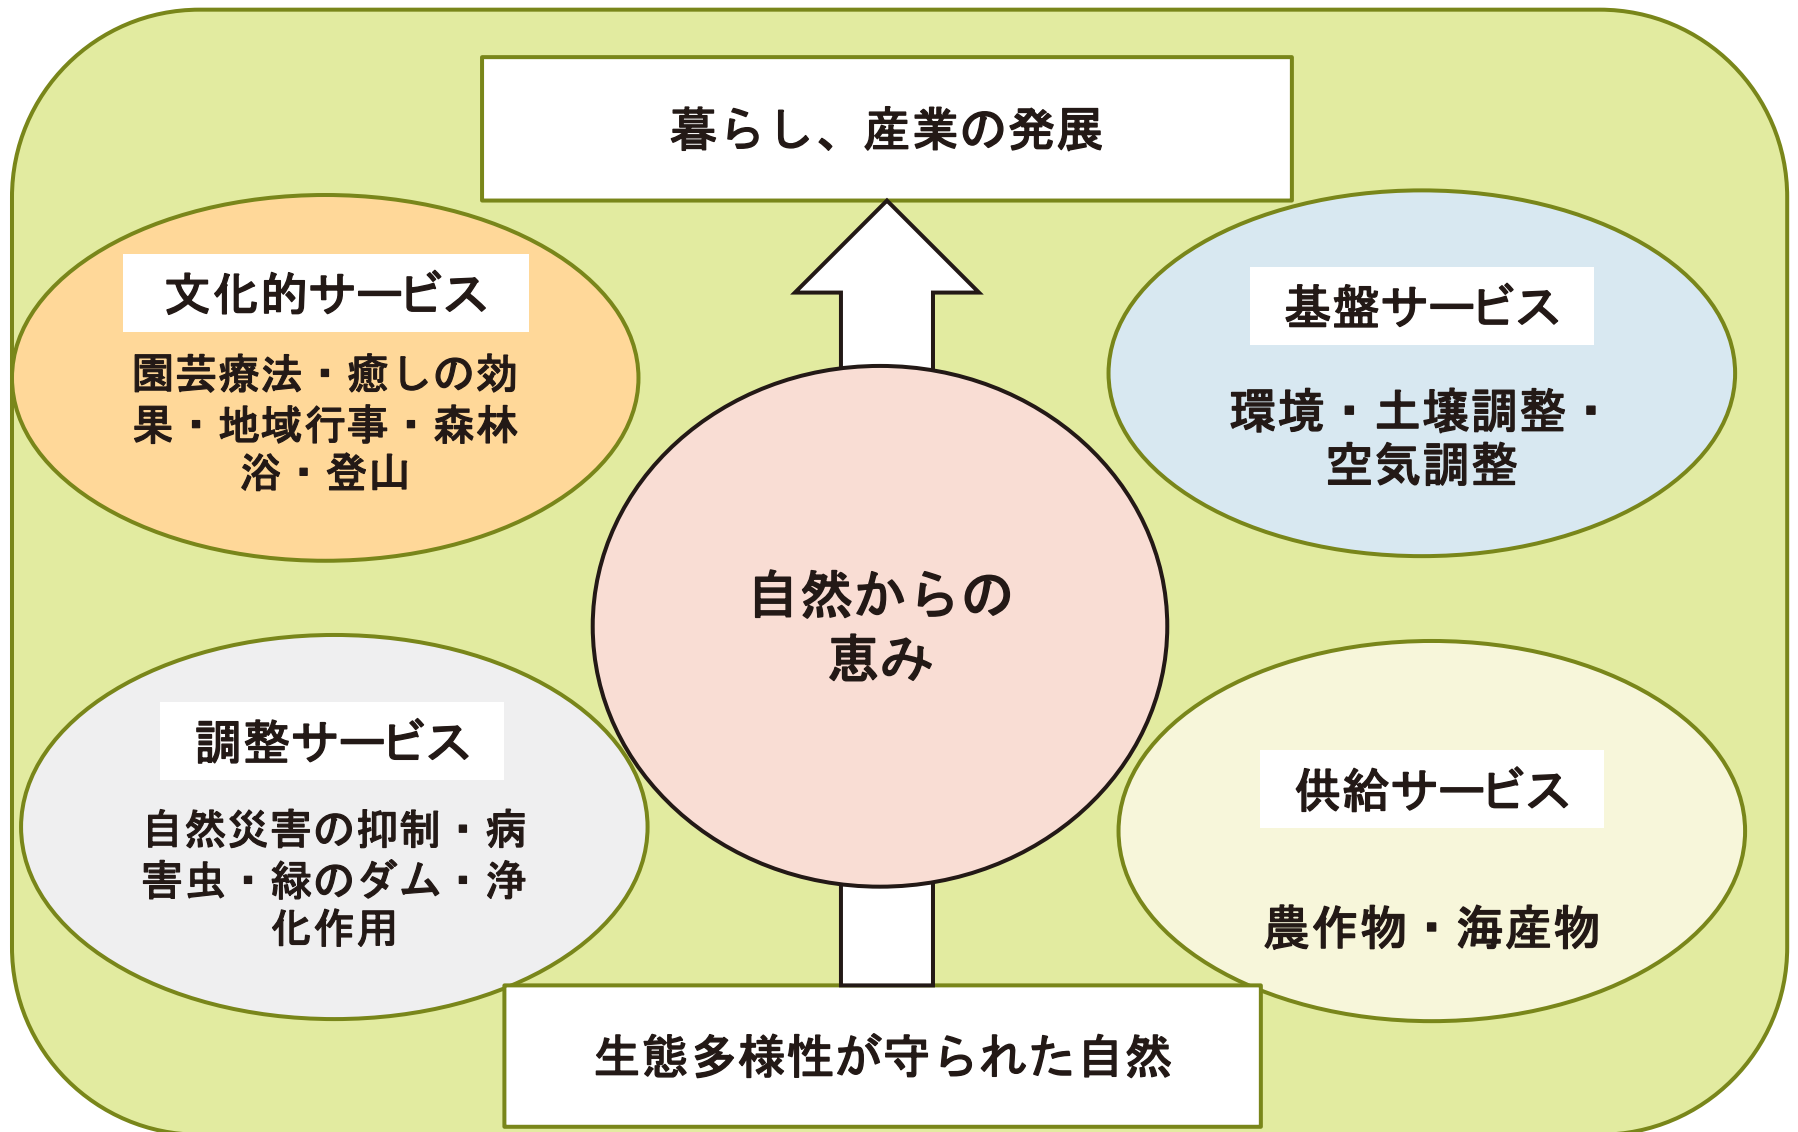 暮らし、産業の発展
文化的サービス
園芸療法・癒しの効
果・地域行事・森林
浴・登山
基盤サービス
環境・土壌調整・
空気調整
自然からの
恵み
調整サービス
自然災害の抑制・病
害虫・緑のダム・浄
化作用
供給サービス
農作物・海産物
生態多様性が守られた自然